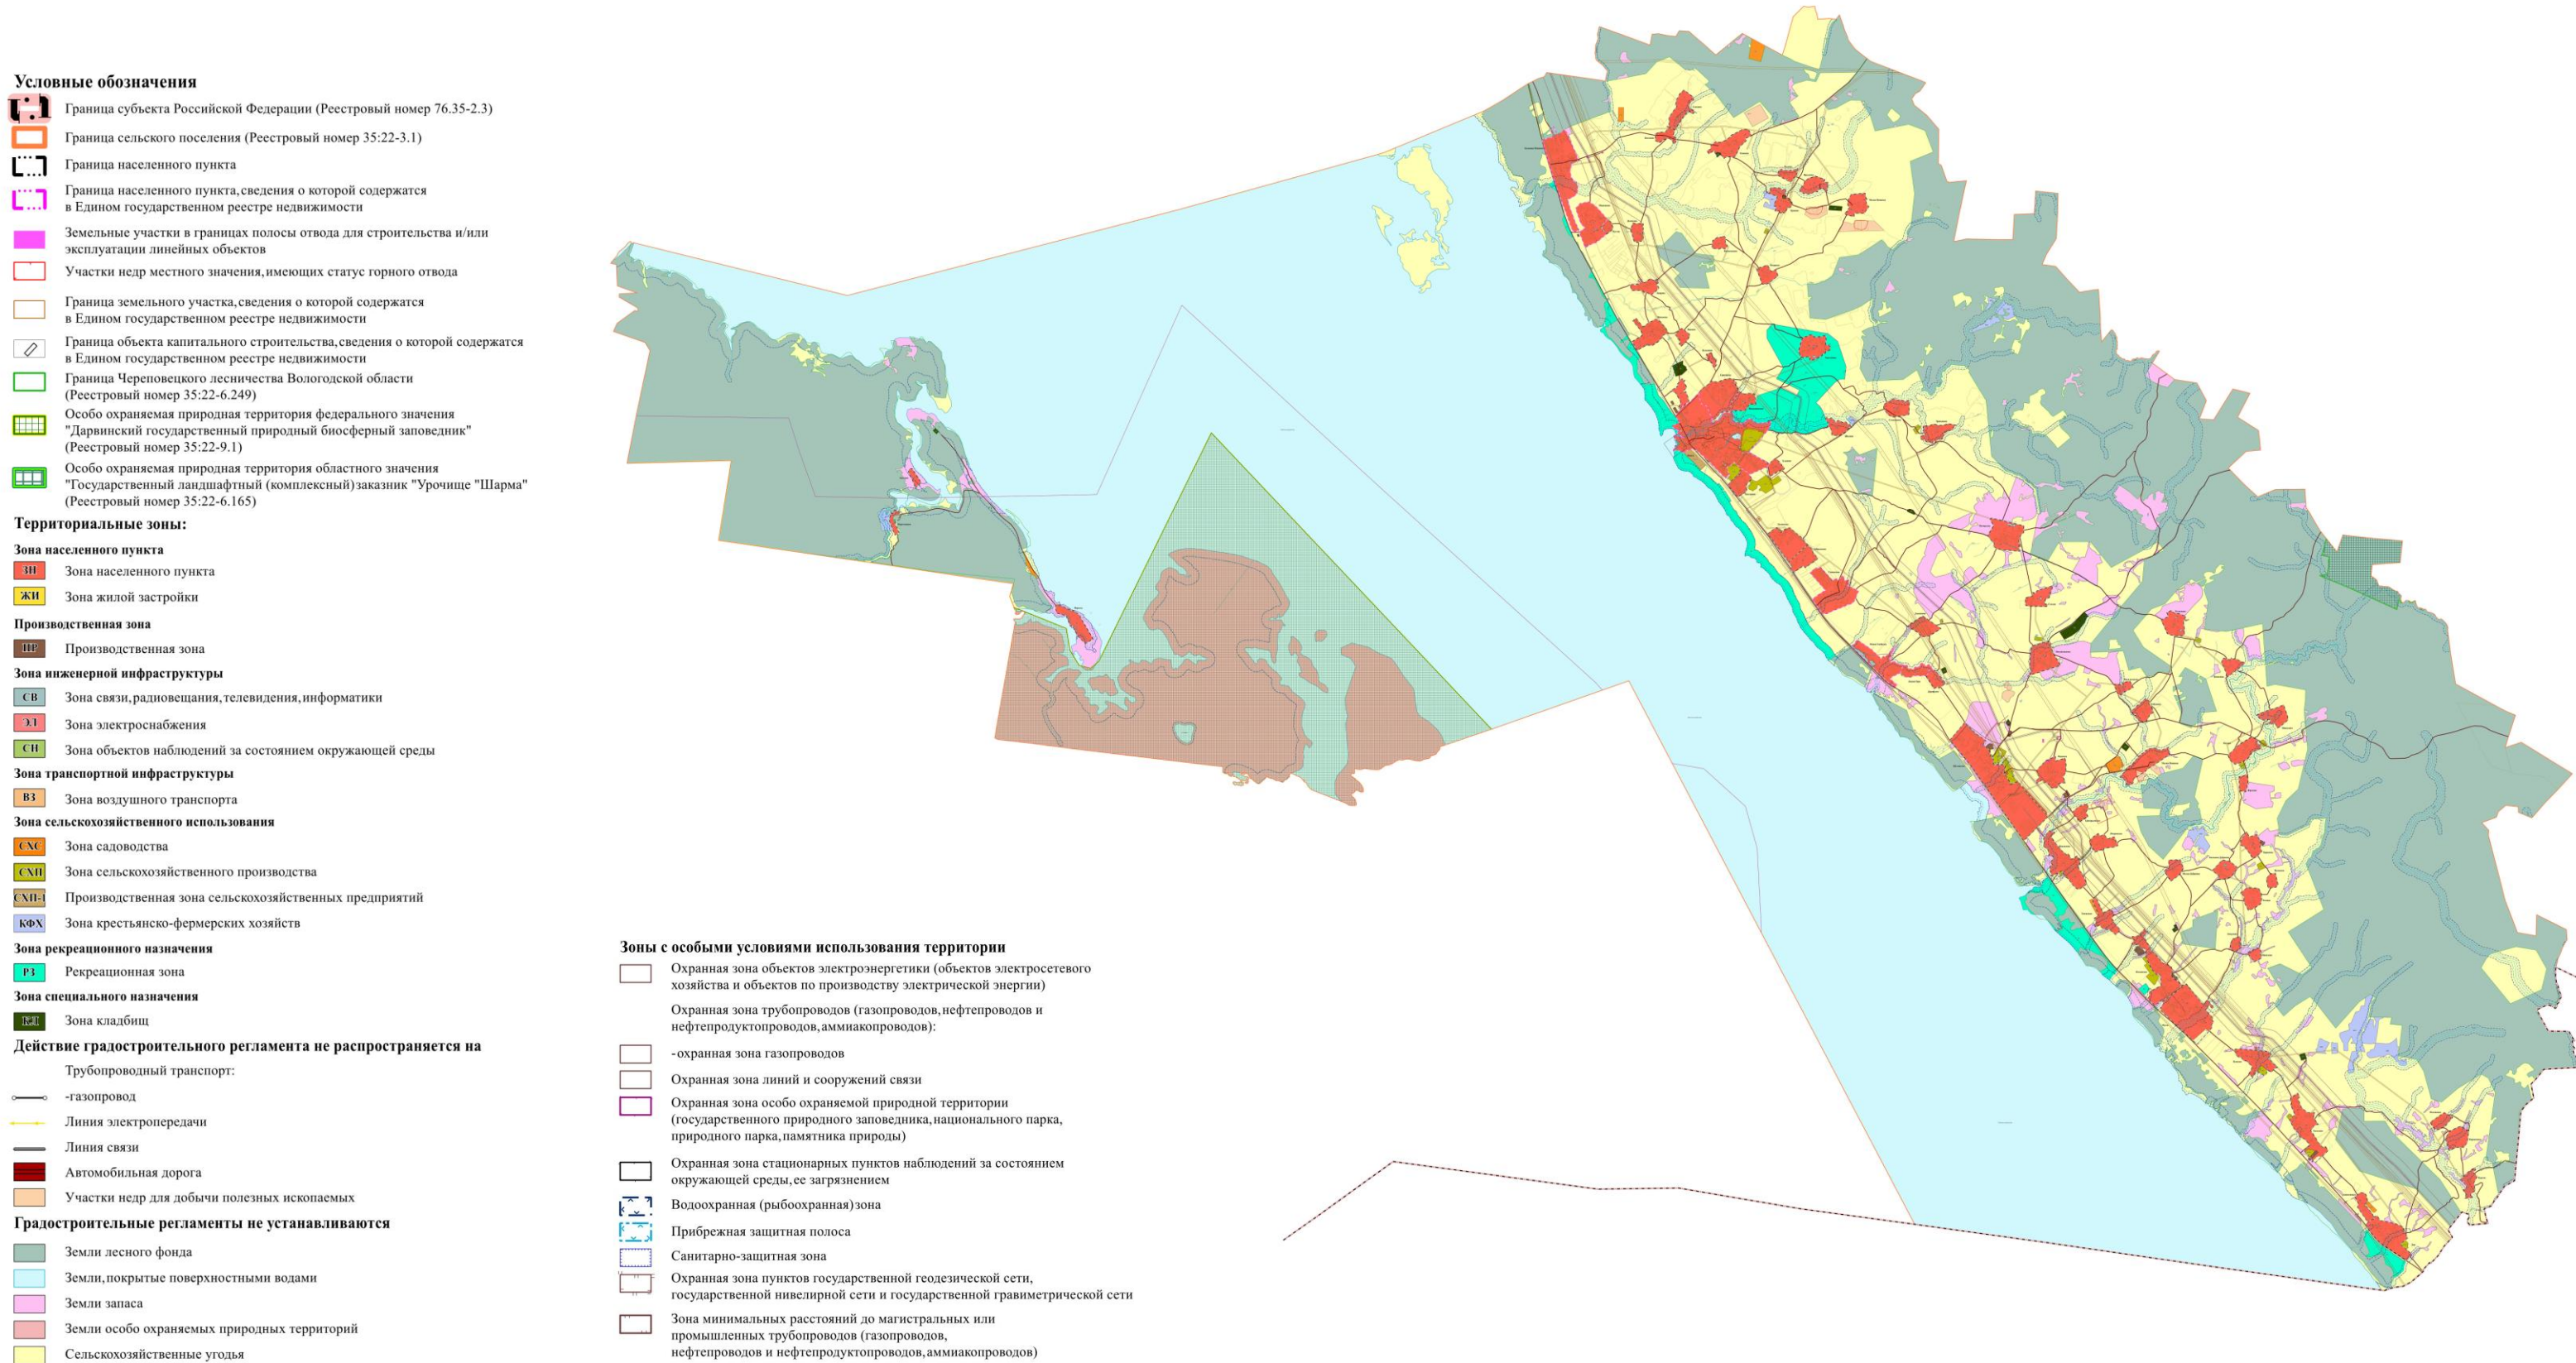 Условные обозначения
Граница субъекта Российской Федерации (Реестровый номер 76.35-2.3)
Граница сельского поселения (Реестровый номер 35:22-3.1)
Граница населенного пункта
Граница населенного пункта, сведения о которой содержатся
в Едином государственном реестре недвижимости
Земельные участки в границах полосы отвода для строительства и/или
эксплуатации линейных объектов
Участки недр местного значения, имеющих статус горного отвода
Граница земельного участка, сведения о которой содержатся
в Едином государственном реестре недвижимости
Граница объекта капитального строительства, сведения о которой содержатся
в Едином государственном реестре недвижимости
Граница Череповецкого лесничества Вологодской области
(Реестровый номер 35:22-6.249)
Особо охраняемая природная территория федерального значения
"Дарвинский государственный природный биосферный заповедник"
(Реестровый номер 35:22-9.1)
Особо охраняемая природная территория областного значения
"Государственный ландшафтный (комплексный) заказник "Урочище "Шарма"
(Реестровый номер 35:22-6.165)
Территориальные зоны:
Зона населенного пункта
ЗН Зона населенного пункта
ЖИ Зона жилой застройки
Производственная зона
ПР Производственная зона
Зона инженерной инфраструктуры
СВ Зона связи, радиовещания, телевидения, информатики
ЭЛ Зона электроснабжения
СН Зона объектов наблюдений за состоянием окружающей среды
Зона транспортной инфраструктуры
ВЗ Зона воздушного транспорта
Зона сельскохозяйственного использования
СХС Зона садоводства
СХП Зона сельскохозяйственного производства
СХП-1 Производственная зона сельскохозяйственных предприятий
КФХ Зона крестьянско-фермерских хозяйств
Зона рекреационного назначения
РЗ Рекреационная зона
Зона специального назначения
КЛ Зона кладбищ
Действие градостроительного регламента не распространяется на
Трубопроводный транспорт:
-газопровод
Линия электропередачи
Линия связи
Автомобильная дорога
Участки недр для добычи полезных ископаемых
Градостроительные регламенты не устанавливаются
Земли лесного фонда
Земли, покрытые поверхностными водами
Земли запаса
Земли особо охраняемых природных территорий
Сельскохозяйственные угодья
Зоны с особыми условиями использования территории
Охранная зона объектов электроэнергетики (объектов электросетевого
хозяйства и объектов по производству электрической энергии)
Охранная зона трубопроводов (газопроводов, нефтепроводов и
нефтепродуктопроводов, аммиакопроводов):
-охранная зона газопроводов
Охранная зона линий и сооружений связи
Охранная зона особо охраняемой природной территории
(государственного природного заповедника, национального парка,
природного парка, памятника природы)
Охранная зона стационарных пунктов наблюдений за состоянием
окружающей среды, ее загрязнением
Водоохранная (рыбоохранная) зона
Прибрежная защитная полоса
Санитарно-защитная зона
Охранная зона пунктов государственной геодезической сети,
государственной нивелирной сети и государственной гравиметрической сети
Зона минимальных расстояний до магистральных или
промышленных трубопроводов (газопроводов,
нефтепроводов и нефтепродуктопроводов, аммиакопроводов)